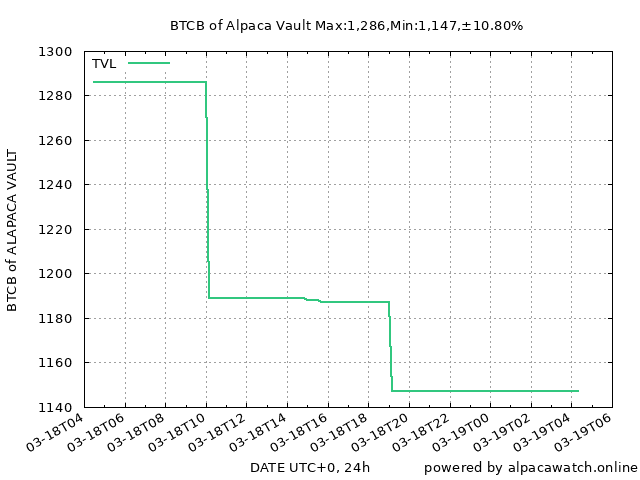 BTCB of Alpaca Vault Max:1,286,Min:1,147,±10.80%
TVL
BTCB of ALAPACA VAULT
1300
1280
1260
1240
1220
1200
1180
1160
1140
03-18T04
03-18T06
03-18T08
03-18T10
03-18T12
03-18T14
03-18T16
03-18T18
03-18T20
03-18T22
03-19T00
03-19T02
03-19T04
03-19T06
DATE UTC+0, 24h
powered by alpacawatch.online